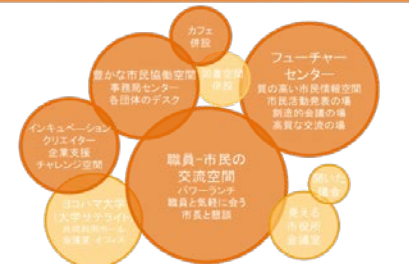 カフェ
併設
豊かな市民協働空間
事務局センター
各団体のデスク
図書空間
併設
フューチャー
センター
質の高い市民情報空間
市民活動発表の場
創造的会議の場
高質な交流の場
インキュベーション
クリエイター
企業支援
チャレンジ空間
職員-市民の
交流空間
パワーランチ
職員と気軽に会う
市長と懇談
ヨコハマ大学
(大学サテライト)
会議室・オフィス
開いた
議会
見える
市役所
会議室